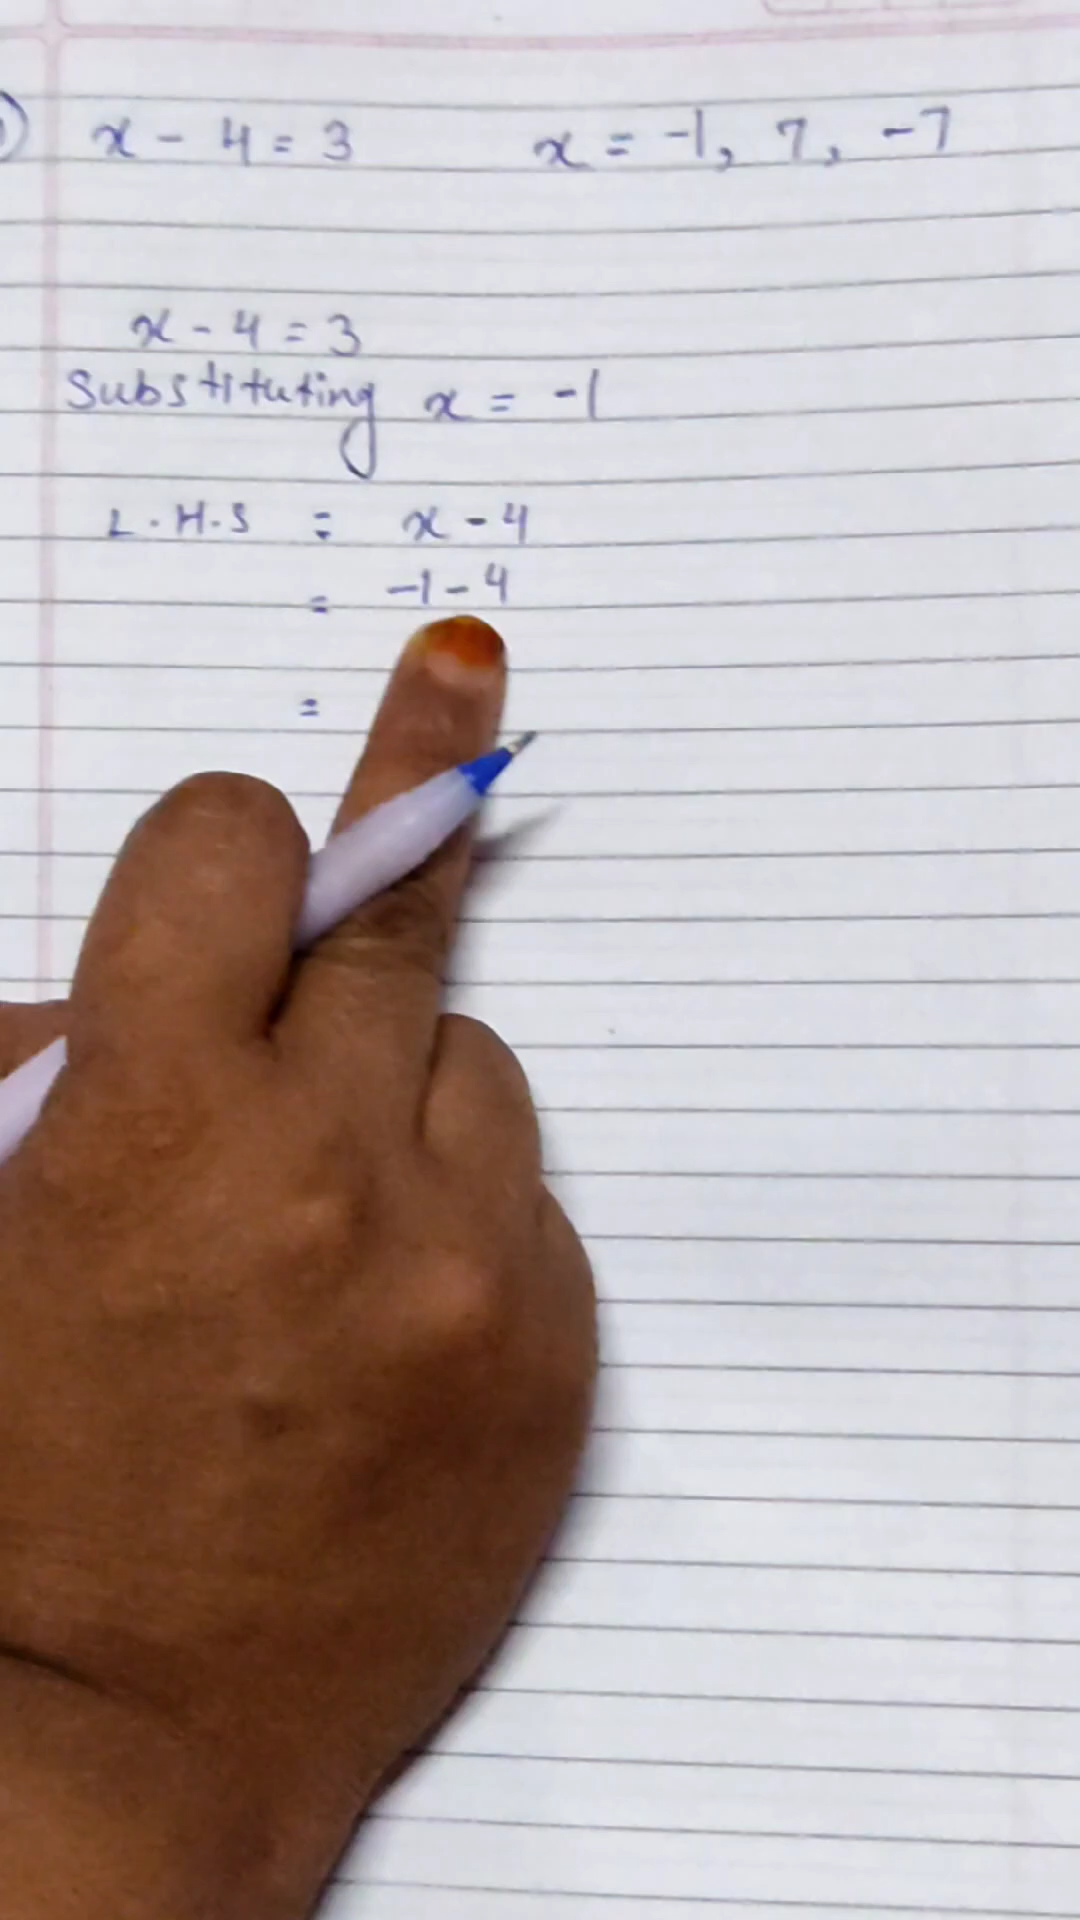 x - 4 = 3    x = -1, 7, -7
x - 4 = 3
Substituting x = -1
L.H.S = x - 4
= -1 - 4
=